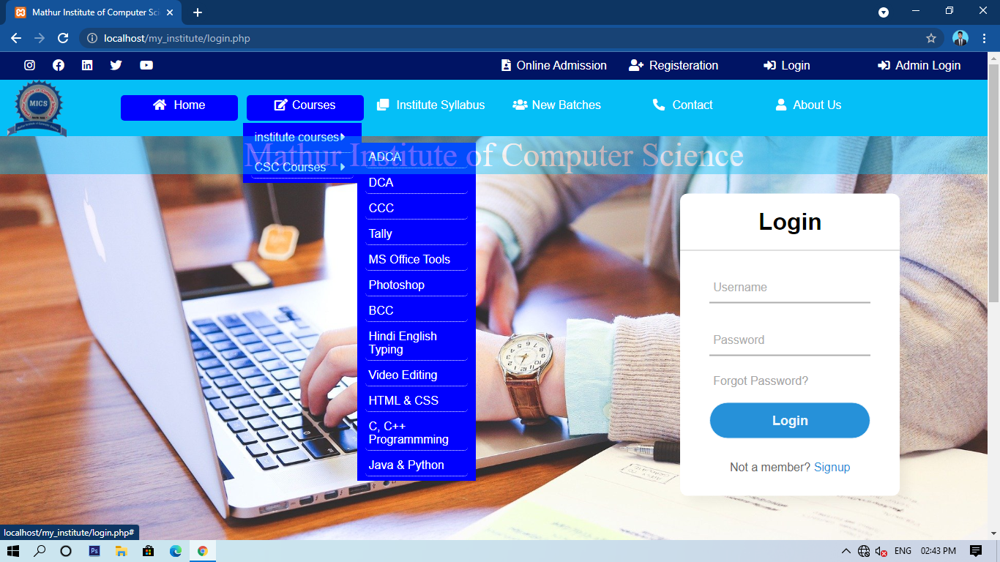 Mathur Institute of Computer Sci
localhost/my_institute/login.php
Online Admission
Registeration
Login
Admin Login
MICS
Home
Courses
Institute Syllabus
New Batches
Contact
About Us
institute courses
CSC Courses
Mathur Institute of Computer Science
ADCA
DCA
CCC
Tally
MS Office Tools
Photoshop
BCC
Hindi English
Typing
Video Editing
HTML & CSS
C, C++
Programmming
Java & Python
Login
Username
Password
Forgot Password?
Login
Not a member? Signup
localhost/my_institute/login.php#
Ps
ENG
02:43 PM